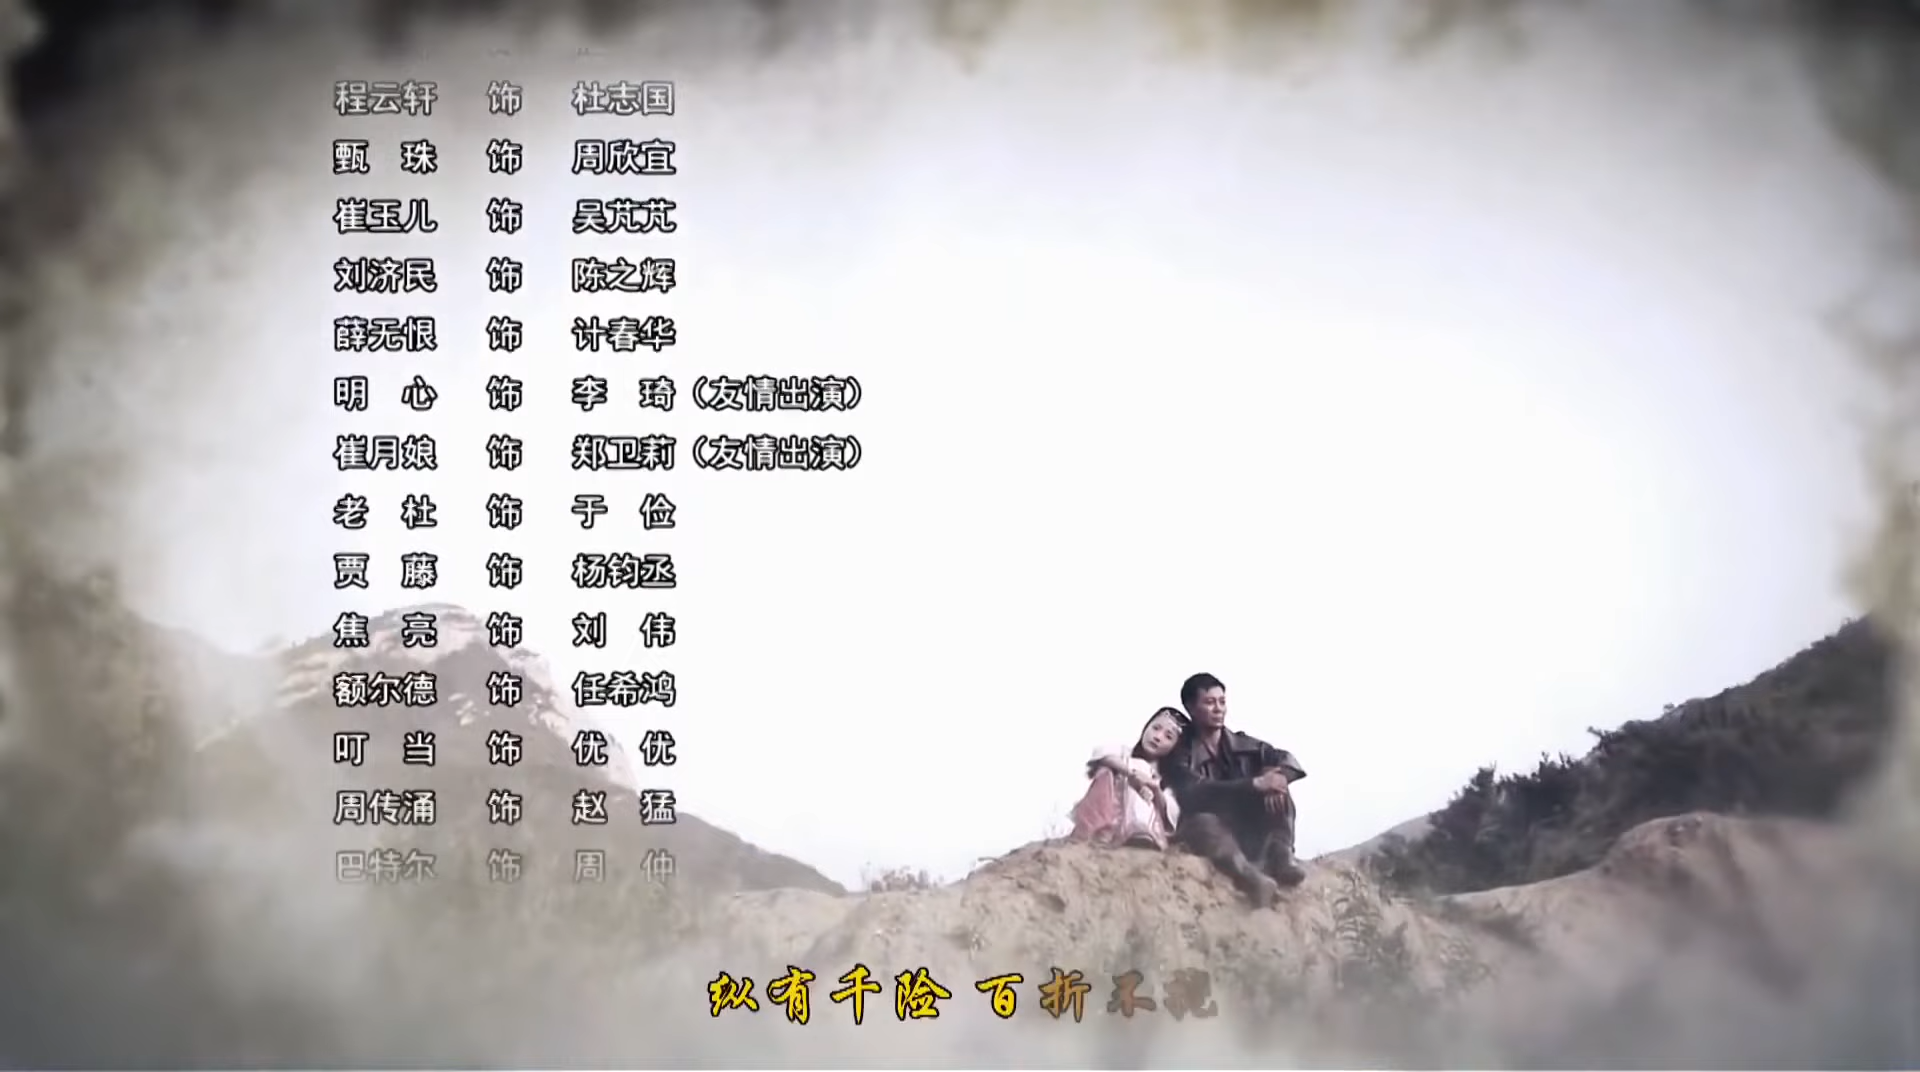 程云轩 饰 杜志国
甄 珠 饰 周欣宜
崔玉儿 饰 吴芃芃
刘济民 饰 陈之辉
薛无恨 饰 计春华
明 心 饰 李 琦（友情出演）
崔月娘 饰 郑卫莉（友情出演）
老 杜 饰 于 俭
贾 藤 饰 杨钧丞
焦 亮 饰 刘 伟
额尔德 饰 任希鸿
叮 当 饰 优 优
周传涌 饰 赵 猛
巴特尔 饰 周 仲
纵有千险 百折不挠